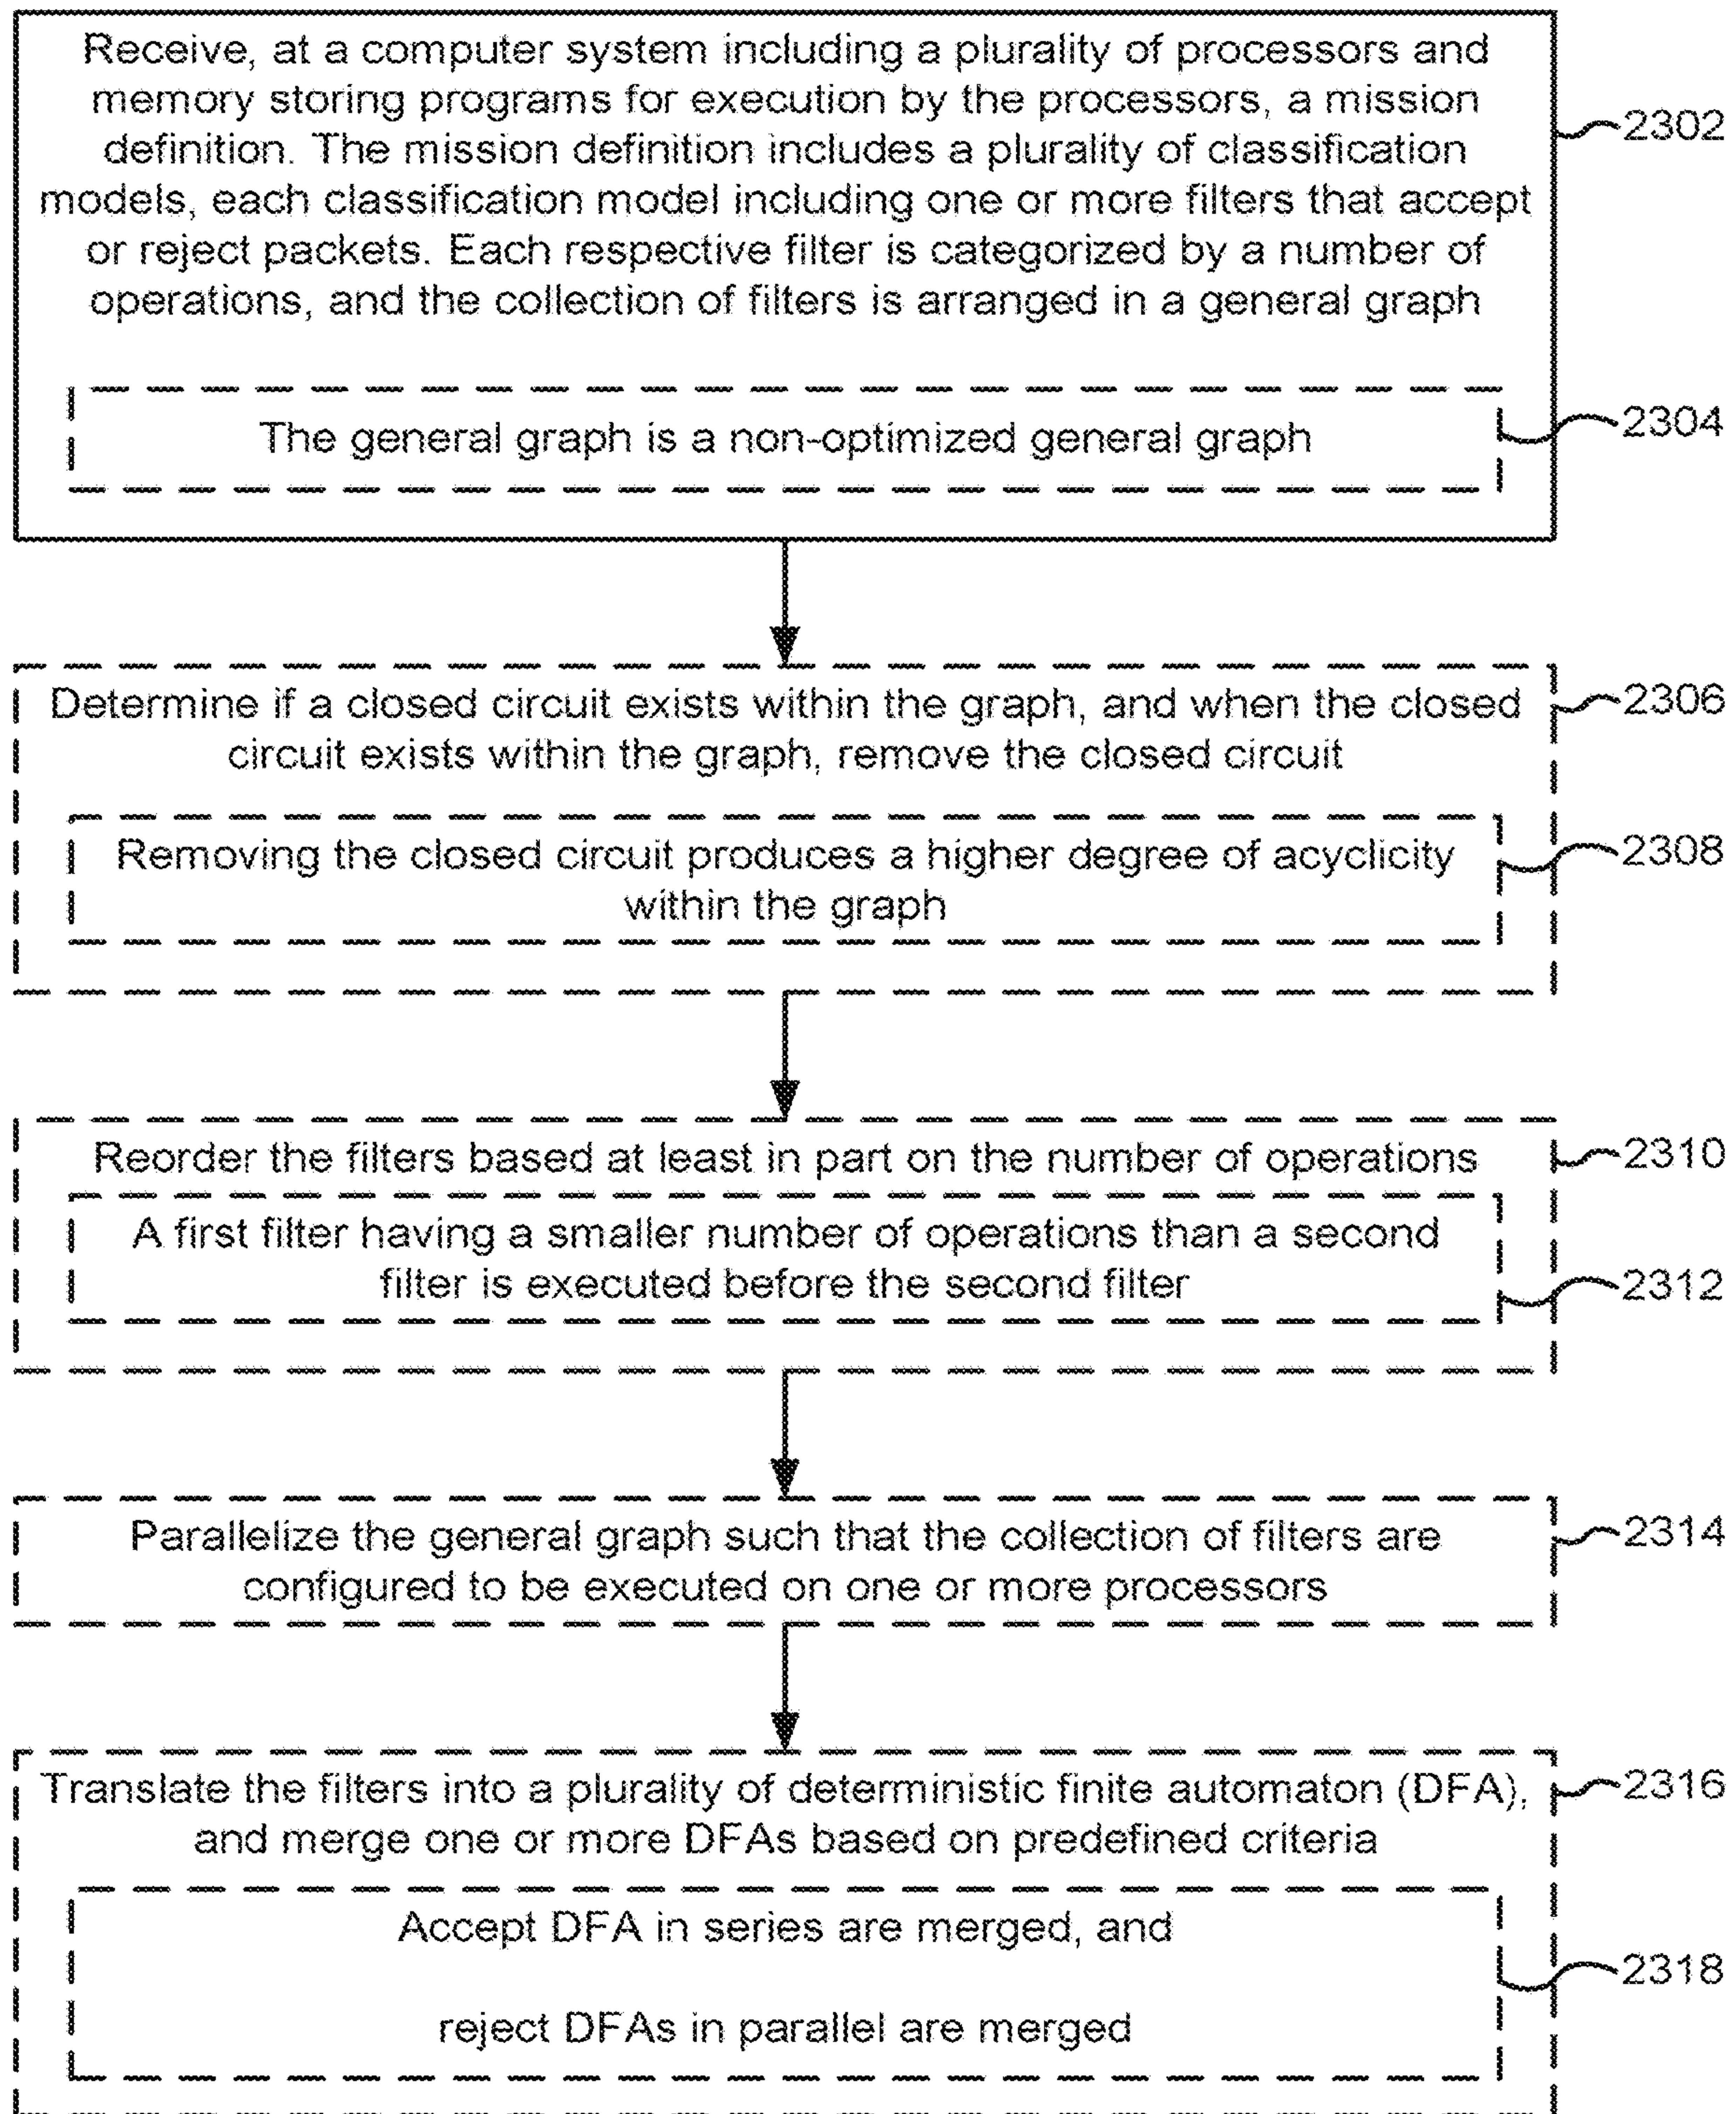 Receive, at a computer system including a plurality of processors and
memory storing programs for execution by the processors, a mission
definition. The mission definition includes a plurality of classification
models, each classification model including one or more filters that accept
or reject packets. Each respective filter is categorized by a number of
operations, and the collection of filters is arranged in a general graph
2302
The general graph is a non-optimized general graph
2304
Determine if a closed circuit exists within the graph, and when the closed
circuit exists within the graph, remove the closed circuit
2306
Removing the closed circuit produces a higher degree of acyclicity
within the graph
2308
Reorder the filters based at least in part on the number of operations
2310
A first filter having a smaller number of operations than a second
filter is executed before the second filter
2312
Parallelize the general graph such that the collection of filters are
configured to be executed on one or more processors
2314
Translate the filters into a plurality of deterministic finite automaton (DFA),
and merge one or more DFAs based on predefined criteria
2316
Accept DFA in series are merged, and
reject DFAs in parallel are merged
2318